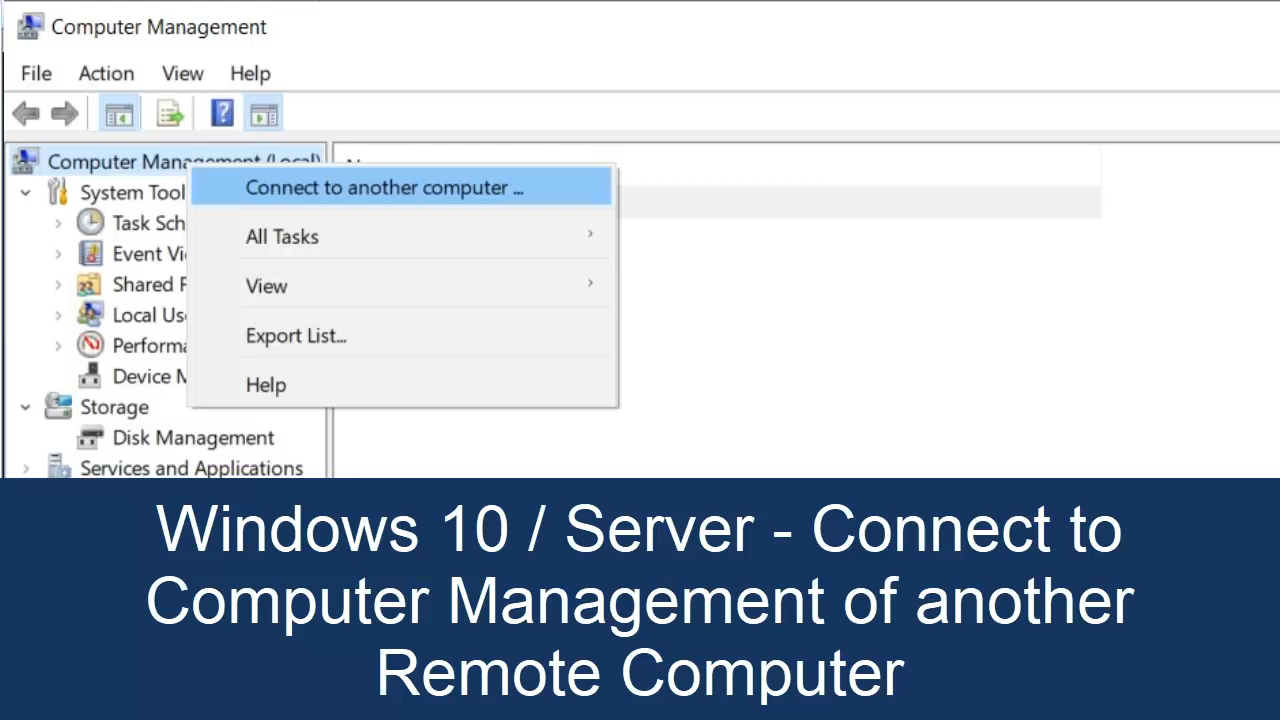 Computer Management
File Action View Help
Computer Management (Local)
System Tool
Task Sch
Event Vi
Shared F
Local Us
Performa
Device M
Storage
Disk Management
Services and Applications
Connect to another computer ...
All Tasks
View
Export List...
Help
Windows 10 / Server - Connect to
Computer Management of another
Remote Computer